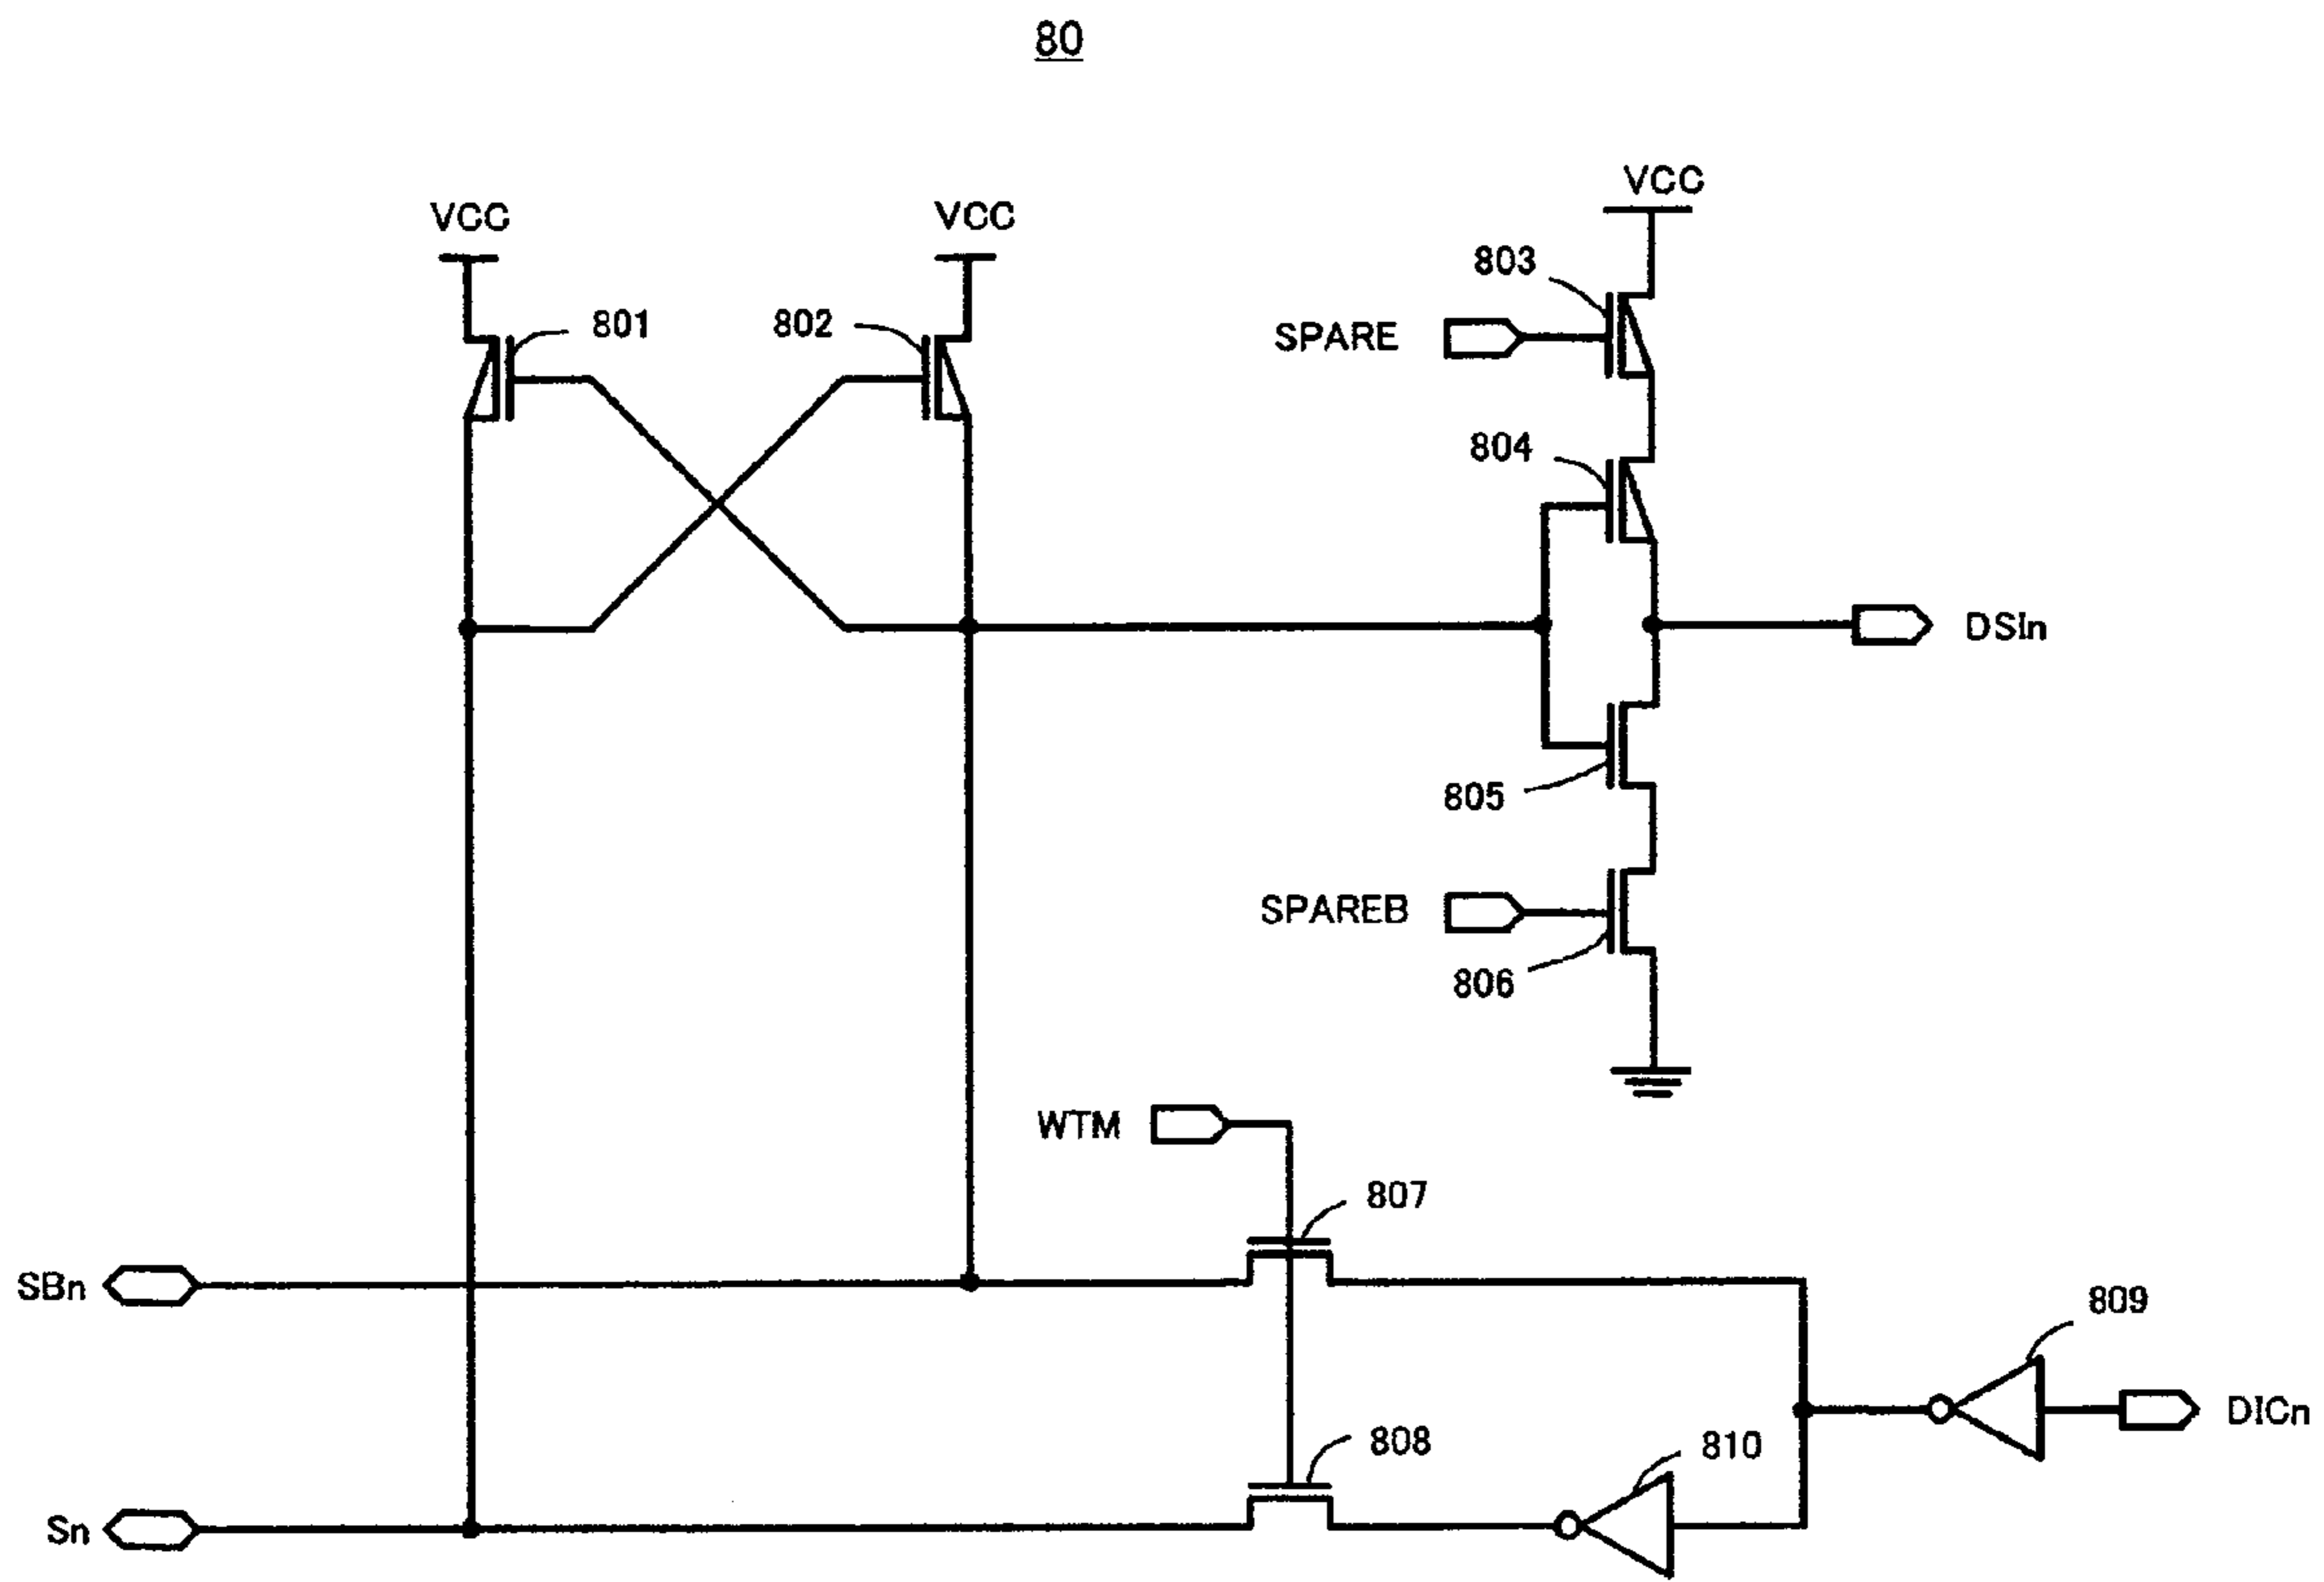 80
VCC
VCC
VCC
803
801
802
SPARE
804
DSIn
805
SPAREB
806
WTM
807
SBn
809
DICn
808
810
Sn